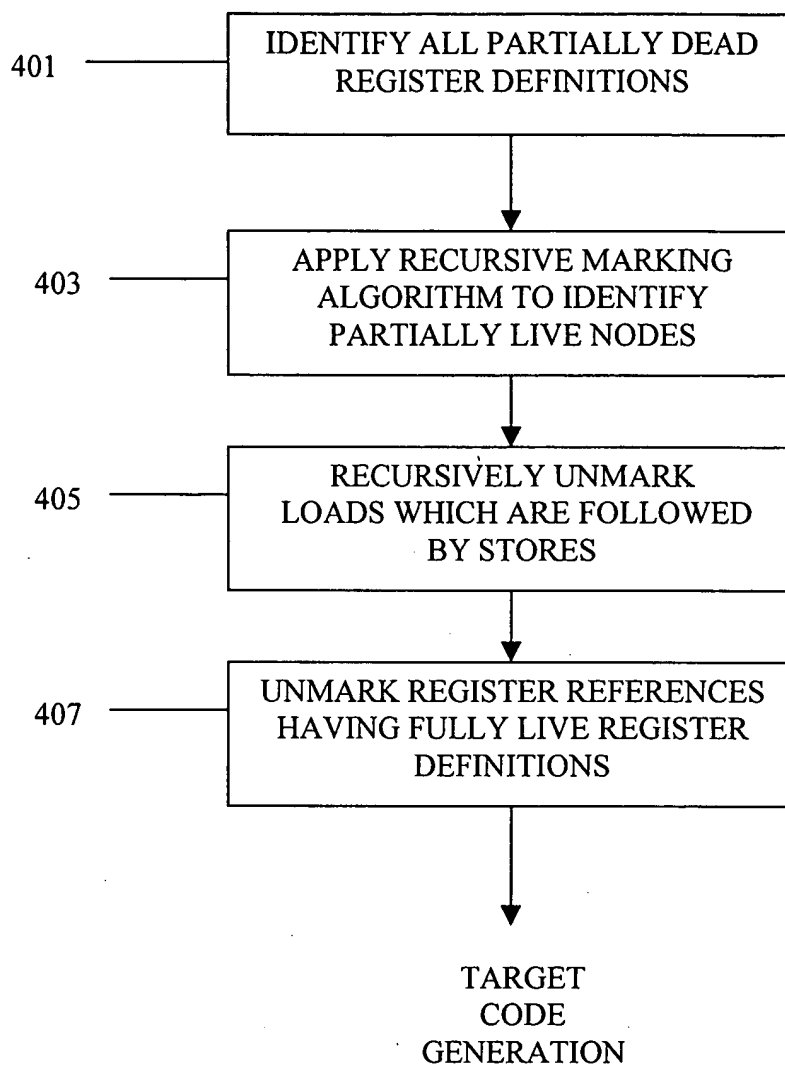 401
IDENTIFY ALL PARTIALLY DEAD
REGISTER DEFINITIONS
403
APPLY RECURSIVE MARKING
ALGORITHM TO IDENTIFY
PARTIALLY LIVE NODES
405
RECURSIVELY UNMARK
LOADS WHICH ARE FOLLOWED
BY STORES
407
UNMARK REGISTER REFERENCES
HAVING FULLY LIVE REGISTER
DEFINITIONS
TARGET
CODE
GENERATION